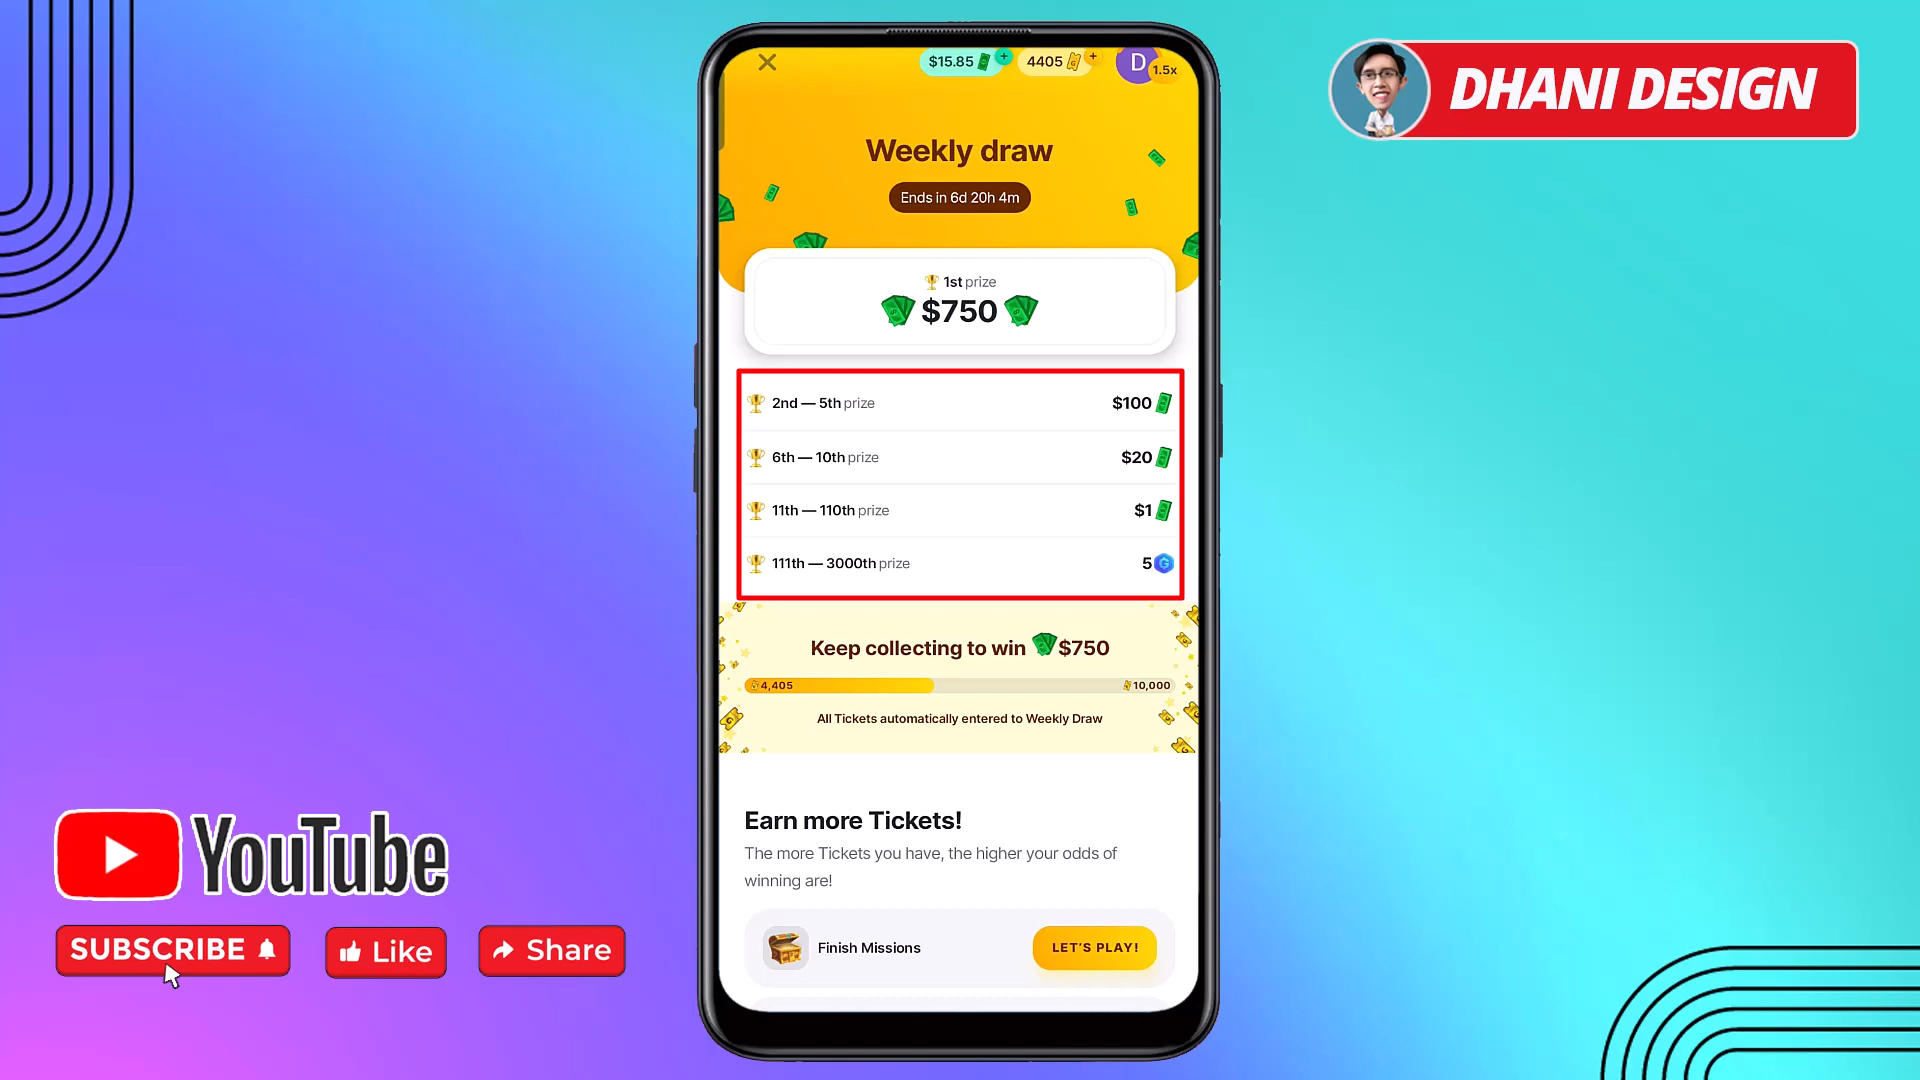 $15.85
4405
D
1.5x
DHANI DESIGN
Weekly draw
Ends in 6d 20h 4m
1st prize
$750
2nd — 5th prize $100
6th — 10th prize $20
11th — 110th prize $1
111th — 3000th prize 5 G
Keep collecting to win $750
4,405 10,000
All Tickets automatically entered to Weekly Draw
Earn more Tickets!
The more Tickets you have, the higher your odds of
winning are!
Finish Missions LET'S PLAY!
YouTube
SUBSCRIBE Like Share